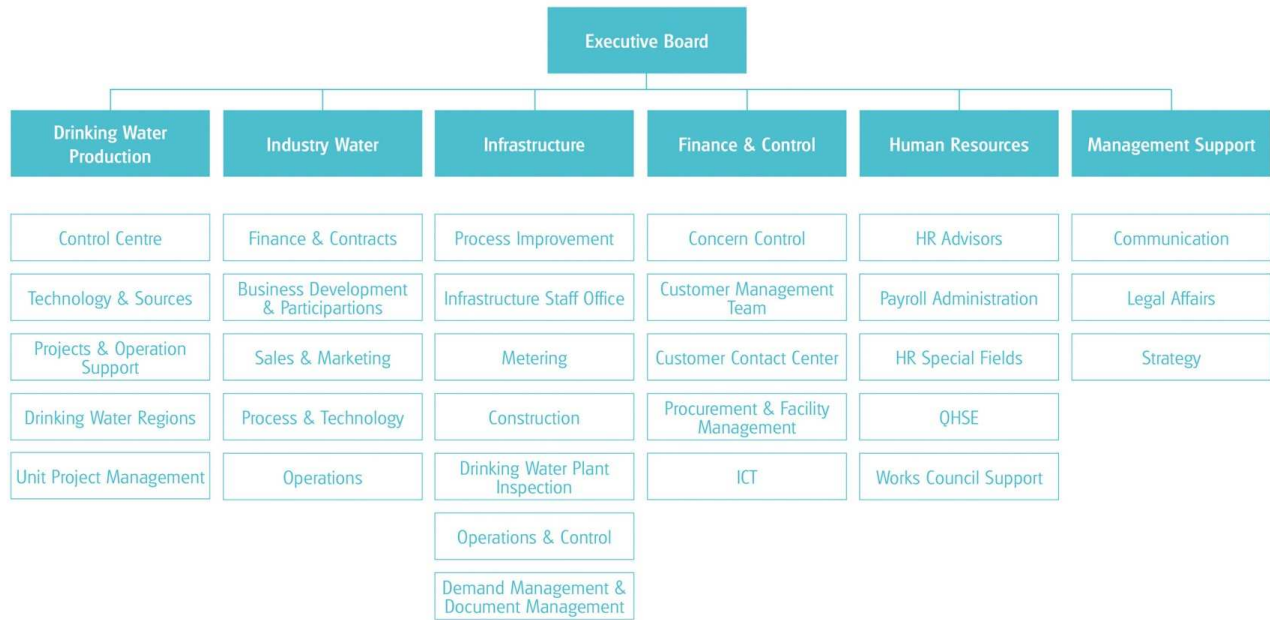 Executive Board
Drinking Water
Production
Industry Water
Infrastructure
Finance & Control
Human Resources
Management Support
Control Centre
Technology & Sources
Projects & Operation
Support
Drinking Water Regions
Unit Project Management
Finance & Contracts
Business Development
& Participartions
Sales & Marketing
Process & Technology
Operations
Process Improvement
Infrastructure Staff Office
Metering
Construction
Drinking Water Plant
Inspection
Operations & Control
Demand Management &
Document Management
Concern Control
Customer Management
Team
Customer Contact Center
Procurement & Facility
Management
ICT
HR Advisors
Payroll Administration
HR Special Fields
QHSE
Works Council Support
Communication
Legal Affairs
Strategy